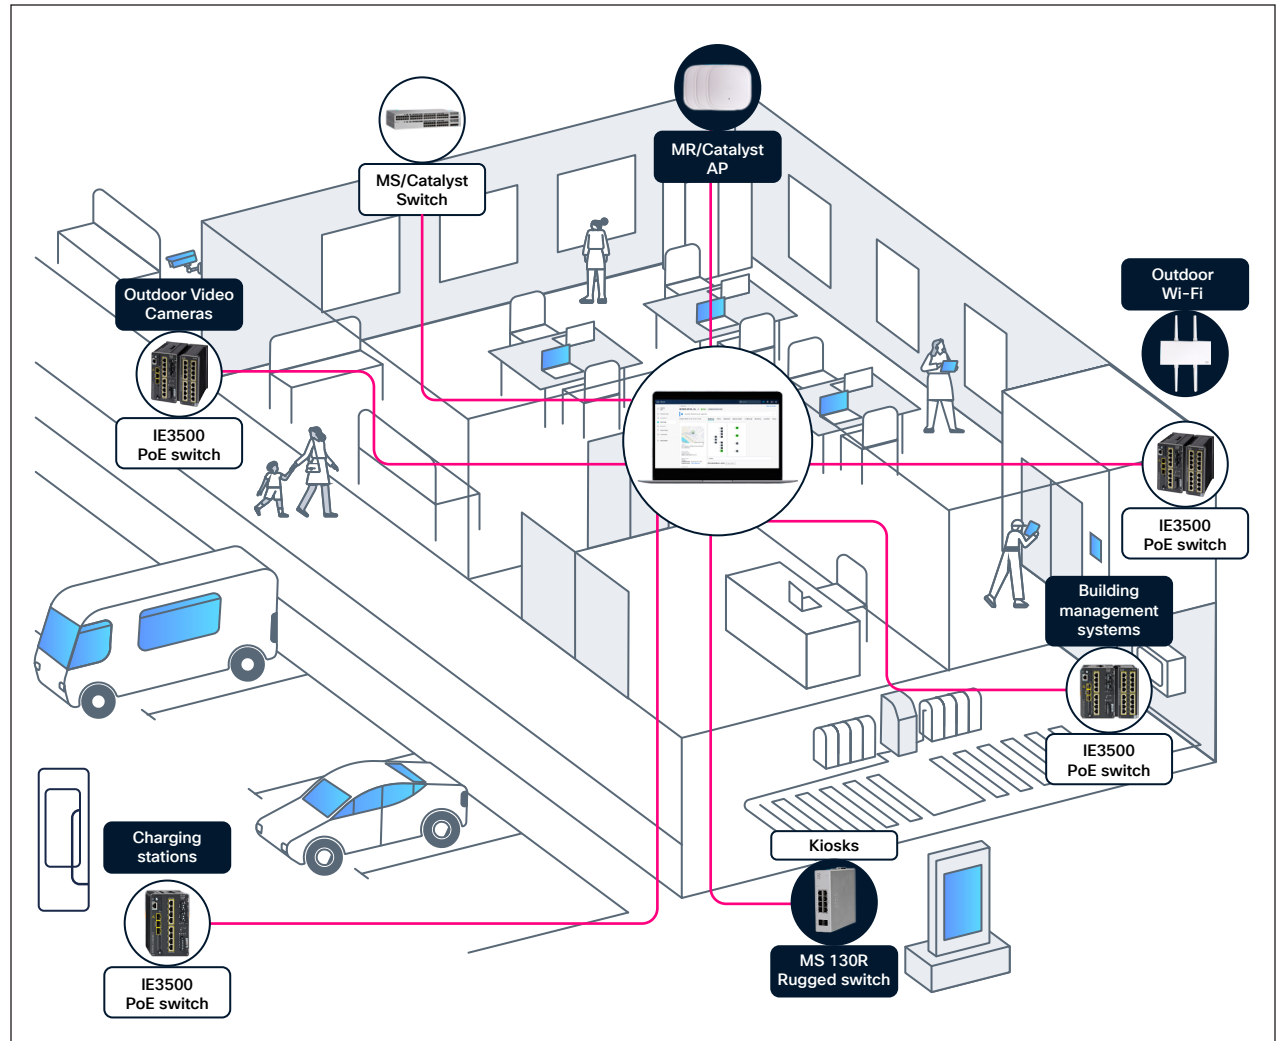 MR/Catalyst
AP
MS/Catalyst
Switch
Outdoor Video
Cameras
IE3500
PoE switch
Outdoor
Wi-Fi
IE3500
PoE switch
Building
management
systems
IE3500
PoE switch
Charging
stations
IE3500
PoE switch
Kiosks
MS 130R
Rugged switch